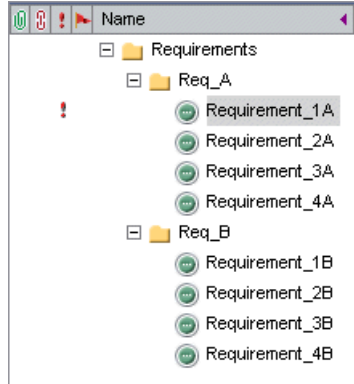 Name
Requirements
Req_A
Requirement_1A
Requirement_2A
Requirement_3A
Requirement_4A
Req_B
Requirement_1B
Requirement_2B
Requirement_3B
Requirement_4B